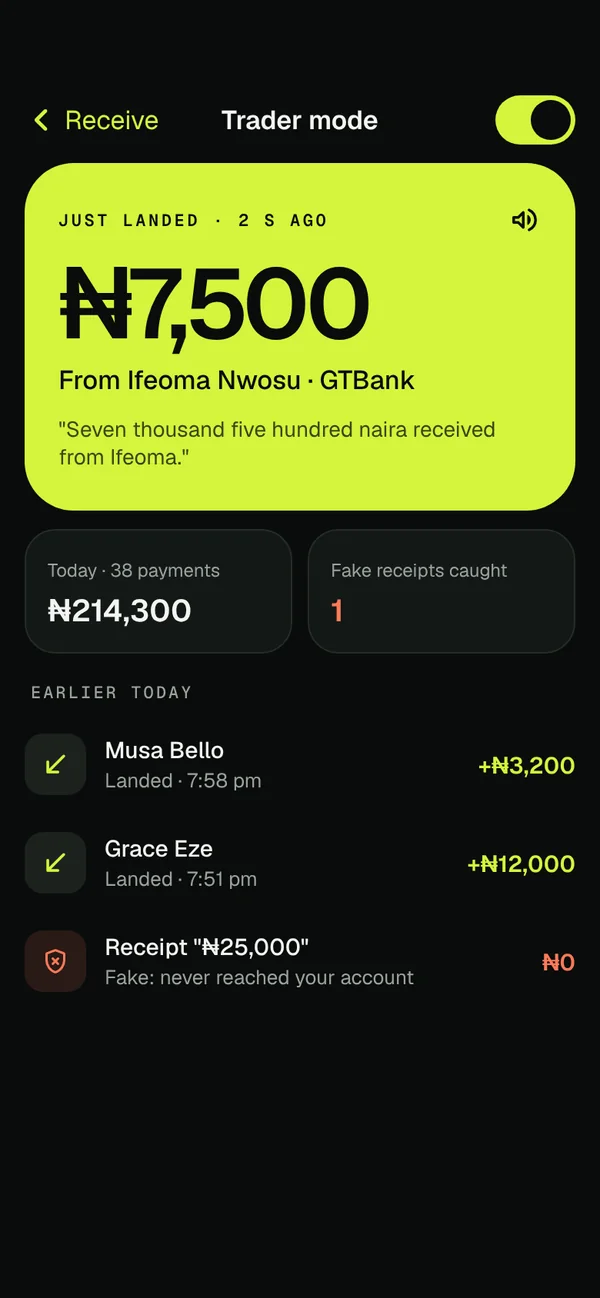 Receive
Trader mode
JUST LANDED · 2 S AGO
₦7,500
From Ifeoma Nwosu · GTBank
"Seven thousand five hundred naira received
from Ifeoma."
Today · 38 payments
₦214,300
Fake receipts caught
1
EARLIER TODAY
Musa Bello
Landed · 7:58 pm
+₦3,200
Grace Eze
Landed · 7:51 pm
+₦12,000
Receipt "₦25,000"
Fake: never reached your account
₦0